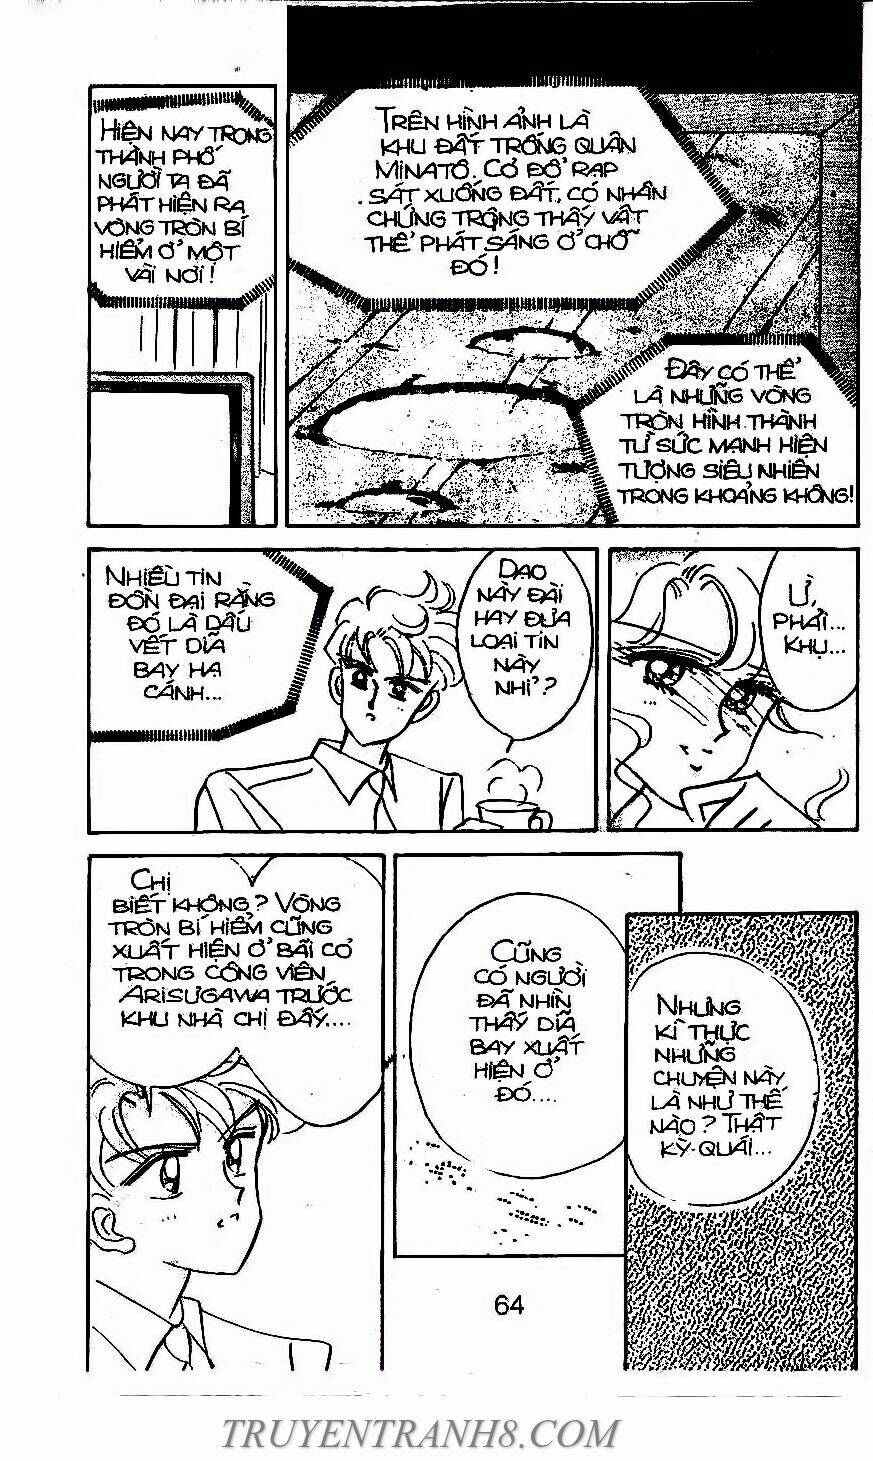 HIỆN NAY TRONG
THÀNH PHỐ
NGƯỜI TA ĐÃ
PHÁT HIỆN RA
VÒNG TRÒN BÍ
HIỂM Ở MỘT
VÀI NƠI!
TRÊN HÌNH ẢNH LÀ
KHU ĐẤT TRỐNG QUÂN
MINATÔ. CỎ ĐỔ RẠP
SÁT XUỐNG ĐẤT, CÓ NHÂN
CHỨNG TRÔNG THẤY VẬT
THỂ PHÁT SÁNG Ở CHỖ
ĐÓ!
ĐÂY CÓ THỂ
LÀ NHỮNG VÒNG
TRÒN HÌNH THÀNH
TỪ SỨC MẠNH HIỆN
TƯỢNG SIÊU NHIÊN
TRONG KHOẢNG KHÔNG!
NHIỀU TIN
ĐỒN ĐẠI RẰNG
ĐÓ LÀ DẤU
VẾT DĨA
BAY HẠ
CÁNH...
DẠO
NÀY ĐÀI
HAY ĐƯA
LOẠI TIN
NÀY
NHỈ?
Ừ,
PHẢI...
KHỤ...
CHỊ
BIẾT KHÔNG? VÒNG
TRÒN BÍ HIỂM CŨNG
XUẤT HIỆN Ở BÃI CỎ
TRONG CÔNG VIÊN
ARISUGAWA TRƯỚC
KHU NHÀ CHỊ ĐẤY....
CŨNG
CÓ NGƯỜI
ĐÃ NHÌN
THẤY DĨA
BAY XUẤT
HIỆN Ở
ĐÓ....
NHƯNG
KÌ THỰC
NHỮNG
CHUYỆN NÀY
LÀ NHƯ THẾ
NÀO? THẬT
KỲ QUÁI...
64
TRUYENTRANH8.COM